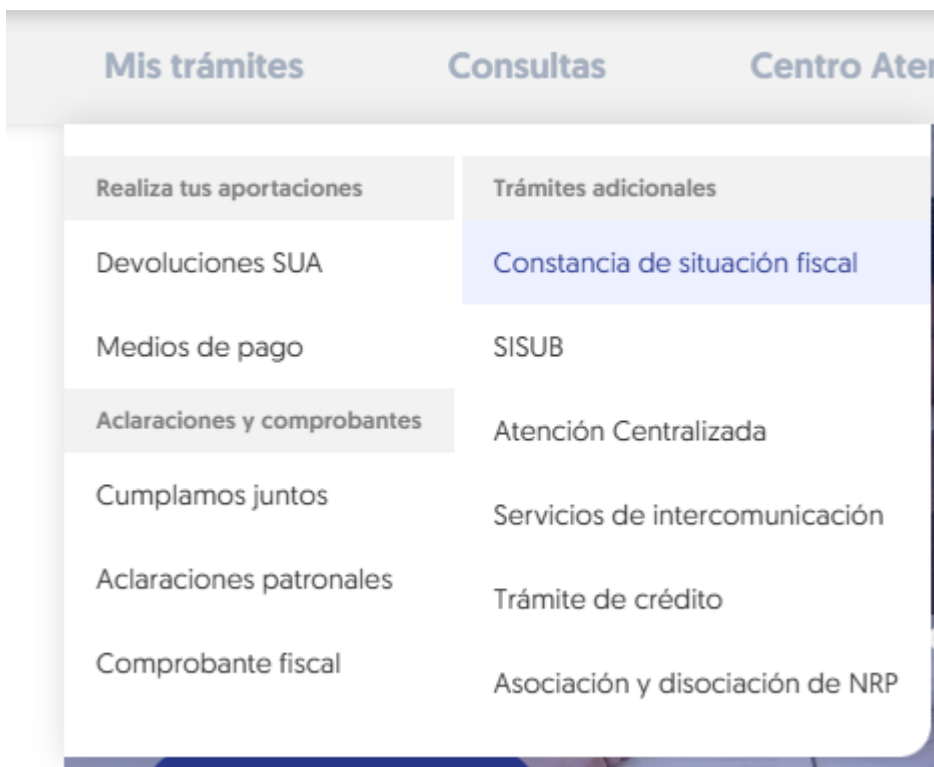 Mis trámites
Consultas
Centro
Realiza tus aportaciones
Devoluciones SUA
Medios de pago
Aclaraciones y comprobantes
Cumplamos juntos
Aclaraciones patronales
Comprobante fiscal
Trámites adicionales
Constancia de situación fiscal
SISUB
Atención Centralizada
Servicios de intercomunicación
Trámite de crédito
Asociación y disociación de NRP